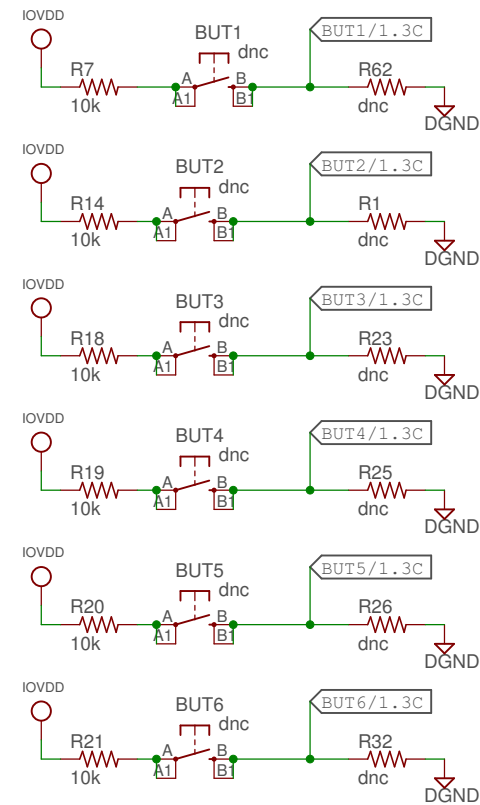 IOVDD
BUT1
dnc
BUT1/1.3C
R7
10k
A
A1
B
B1
R62
dnc
DGND
IOVDD
BUT2
dnc
BUT2/1.3C
R14
10k
A
A1
B
B1
R1
dnc
DGND
IOVDD
BUT3
dnc
BUT3/1.3C
R18
10k
A
A1
B
B1
R23
dnc
DGND
IOVDD
BUT4
dnc
BUT4/1.3C
R19
10k
A
A1
B
B1
R25
dnc
DGND
IOVDD
BUT5
dnc
BUT5/1.3C
R20
10k
A
A1
B
B1
R26
dnc
DGND
IOVDD
BUT6
dnc
BUT6/1.3C
R21
10k
A
A1
B
B1
R32
dnc
DGND